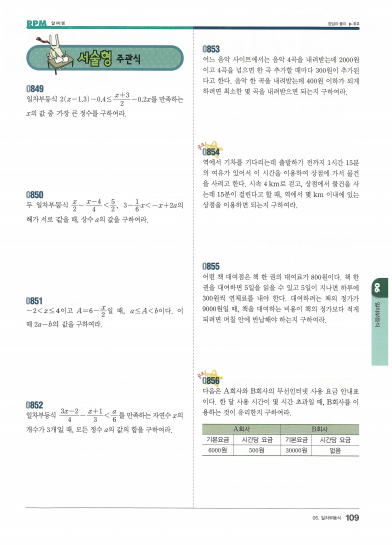 RPM 알피엠
정답과 풀이 p.82
서술형 주관식
0849
일차부등식 2(x-1.3)-0.4≤(x+3)/2-0.2x를 만족하는
x의 값 중 가장 큰 정수를 구하여라.
0850
두 일차부등식 x/2-(x-4)/4<5/2, 3-1/6x<-x+2a의
해가 서로 같을 때, 상수 a의 값을 구하여라.
0851
-2<x≤4이고 A=6-x/2일 때, a≤A<b이다. 이
때 2a-b의 값을 구하여라.
0852
일차부등식 (3x-2)/4-(x+1)/3<a/6를 만족하는 자연수 x의
개수가 3개일 때, 모든 정수 a의 값의 합을 구하여라.
0853
어느 음악 사이트에서는 음악 4곡을 내려받는데 2000원
이고 4곡을 넘으면 한 곡 추가할 때마다 300원이 추가된
다고 한다. 음악 한 곡을 내려받는데 400원 이하가 되게
하려면 최소한 몇 곡을 내려받으면 되는지 구하여라.
0854
역에서 기차를 기다리는데 출발하기 전까지 1시간 15분
의 여유가 있어서 이 시간을 이용하여 상점에 가서 물건
을 사려고 한다. 시속 4 km로 걷고, 상점에서 물건을 사
는데 15분이 걸린다고 할 때, 역에서 몇 km 이내에 있는
상점을 이용하면 되는지 구하여라.
0855
어떤 책 대여점은 책 한 권의 대여료가 800원이다. 책 한
권을 대여하면 5일을 읽을 수 있고 5일이 지나면 하루에
300원씩 연체료를 내야 한다. 대여하려는 책의 정가가
9000원일 때, 책을 대여하는 비용이 책의 정가보다 적게
되려면 며칠 안에 반납해야 하는지 구하여라.
0856
다음은 A회사와 B회사의 무선인터넷 사용 요금 안내표
이다. 한 달 사용 시간이 몇 시간 초과일 때, B회사를 이
용하는 것이 유리한지 구하여라.
A회사 B회사
기본요금 시간당 요금 기본요금 시간당 요금
6000원 500원 30000원 없음
06 일차부등식
06. 일차부등식 109